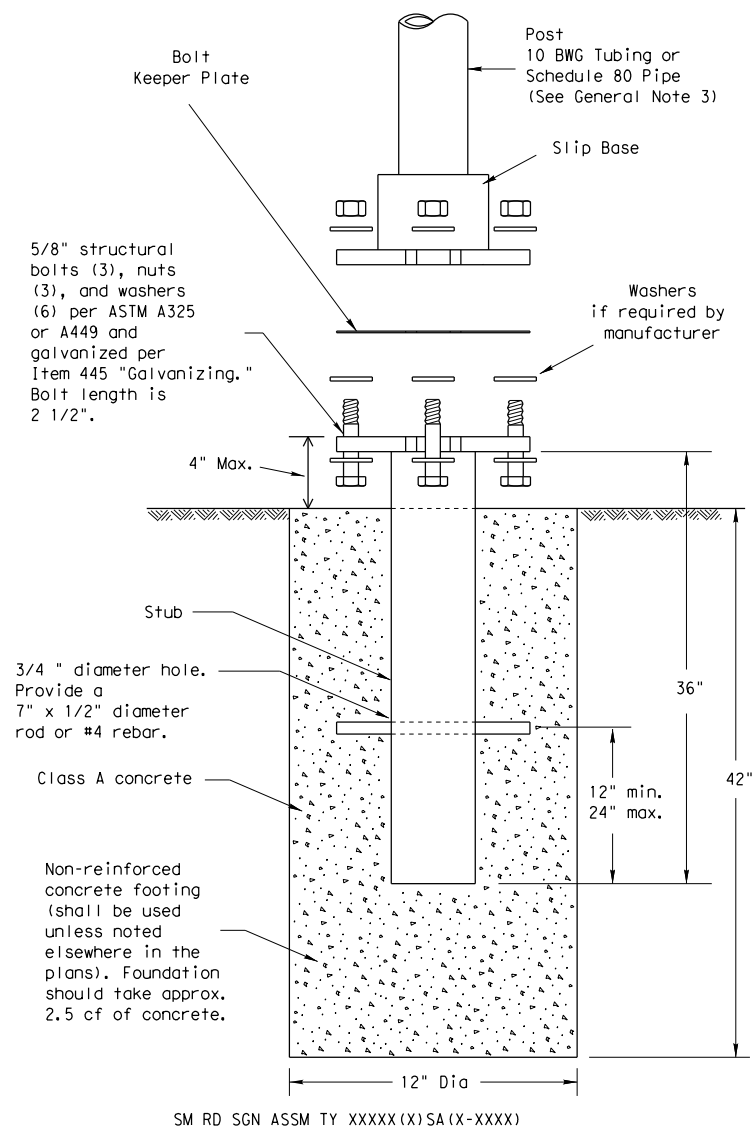 Post
10 BWG Tubing or
Schedule 80 Pipe
(See General Note 3)
Bolt
Keeper Plate
Slip Base
5/8" structural
bolts (3), nuts
(3), and washers
(6) per ASTM A325
or A449 and
galvanized per
Item 445 "Galvanizing."
Bolt length is
2 1/2".
Washers
if required by
manufacturer
4" Max.
Stub
3/4 " diameter hole.
Provide a
7" x 1/2" diameter
rod or #4 rebar.
36"
Class A concrete
12" min.
24" max.
42"
Non-reinforced
concrete footing
(shall be used
unless noted
elsewhere in the
plans). Foundation
should take approx.
2.5 cf of concrete.
12" Dia
SM RD SGN ASSM TY XXXXX(X)SA(X-XXXX)